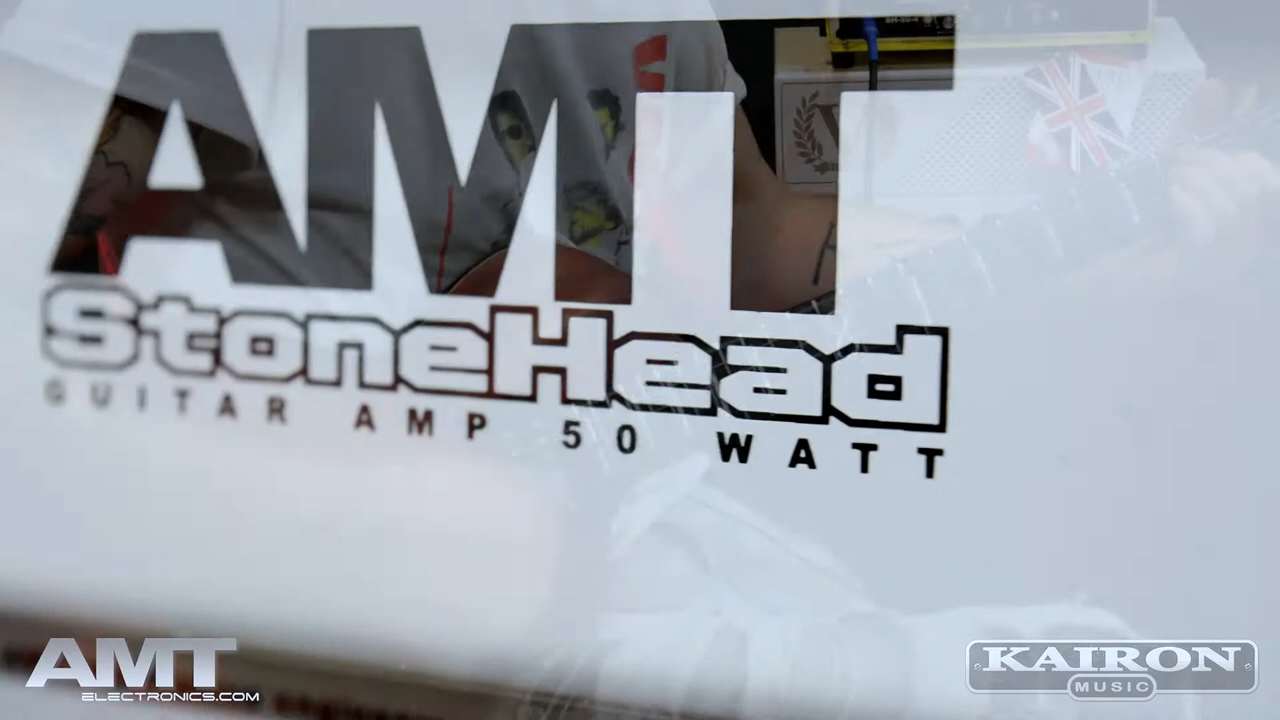 AMT
StoneHead
GUITAR AMP 50 WATT
AMT
ELECTRONICS.COM
KAIRON
MUSIC